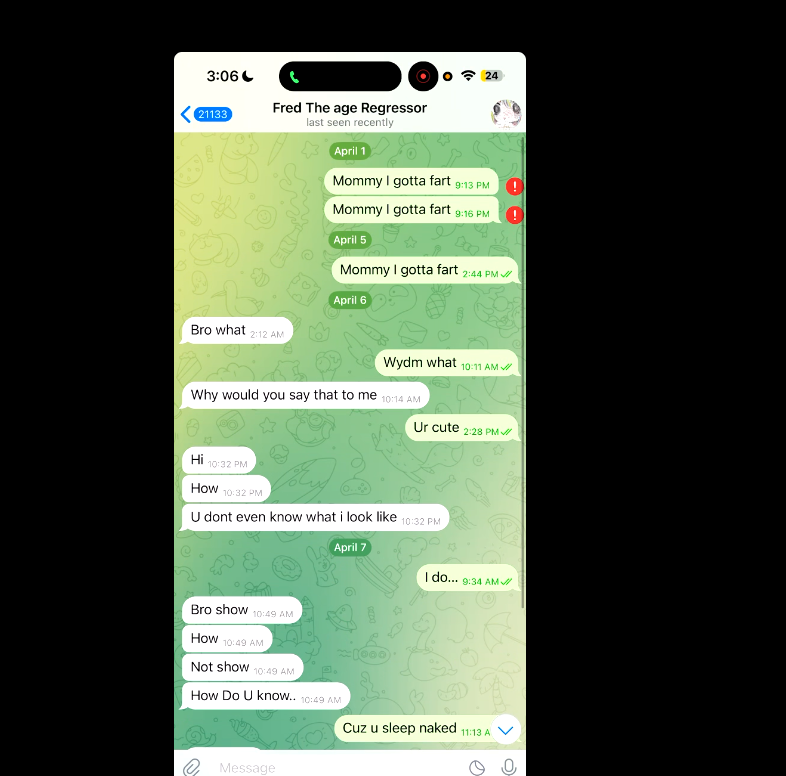 3:06
24
21133
Fred The age Regressor
last seen recently
April 1
Mommy I gotta fart 9:13 PM
!
Mommy I gotta fart 9:16 PM
!
April 5
Mommy I gotta fart 2:44 PM
April 6
Bro what 2:12 AM
Wydm what 10:11 AM
Why would you say that to me 10:14 AM
Ur cute 2:28 PM
Hi 10:32 PM
How 10:32 PM
U dont even know what i look like 10:32 PM
April 7
I do... 9:34 AM
Bro show 10:49 AM
How 10:49 AM
Not show 10:49 AM
How Do U know.. 10:49 AM
Cuz u sleep naked 11:13 A
Message